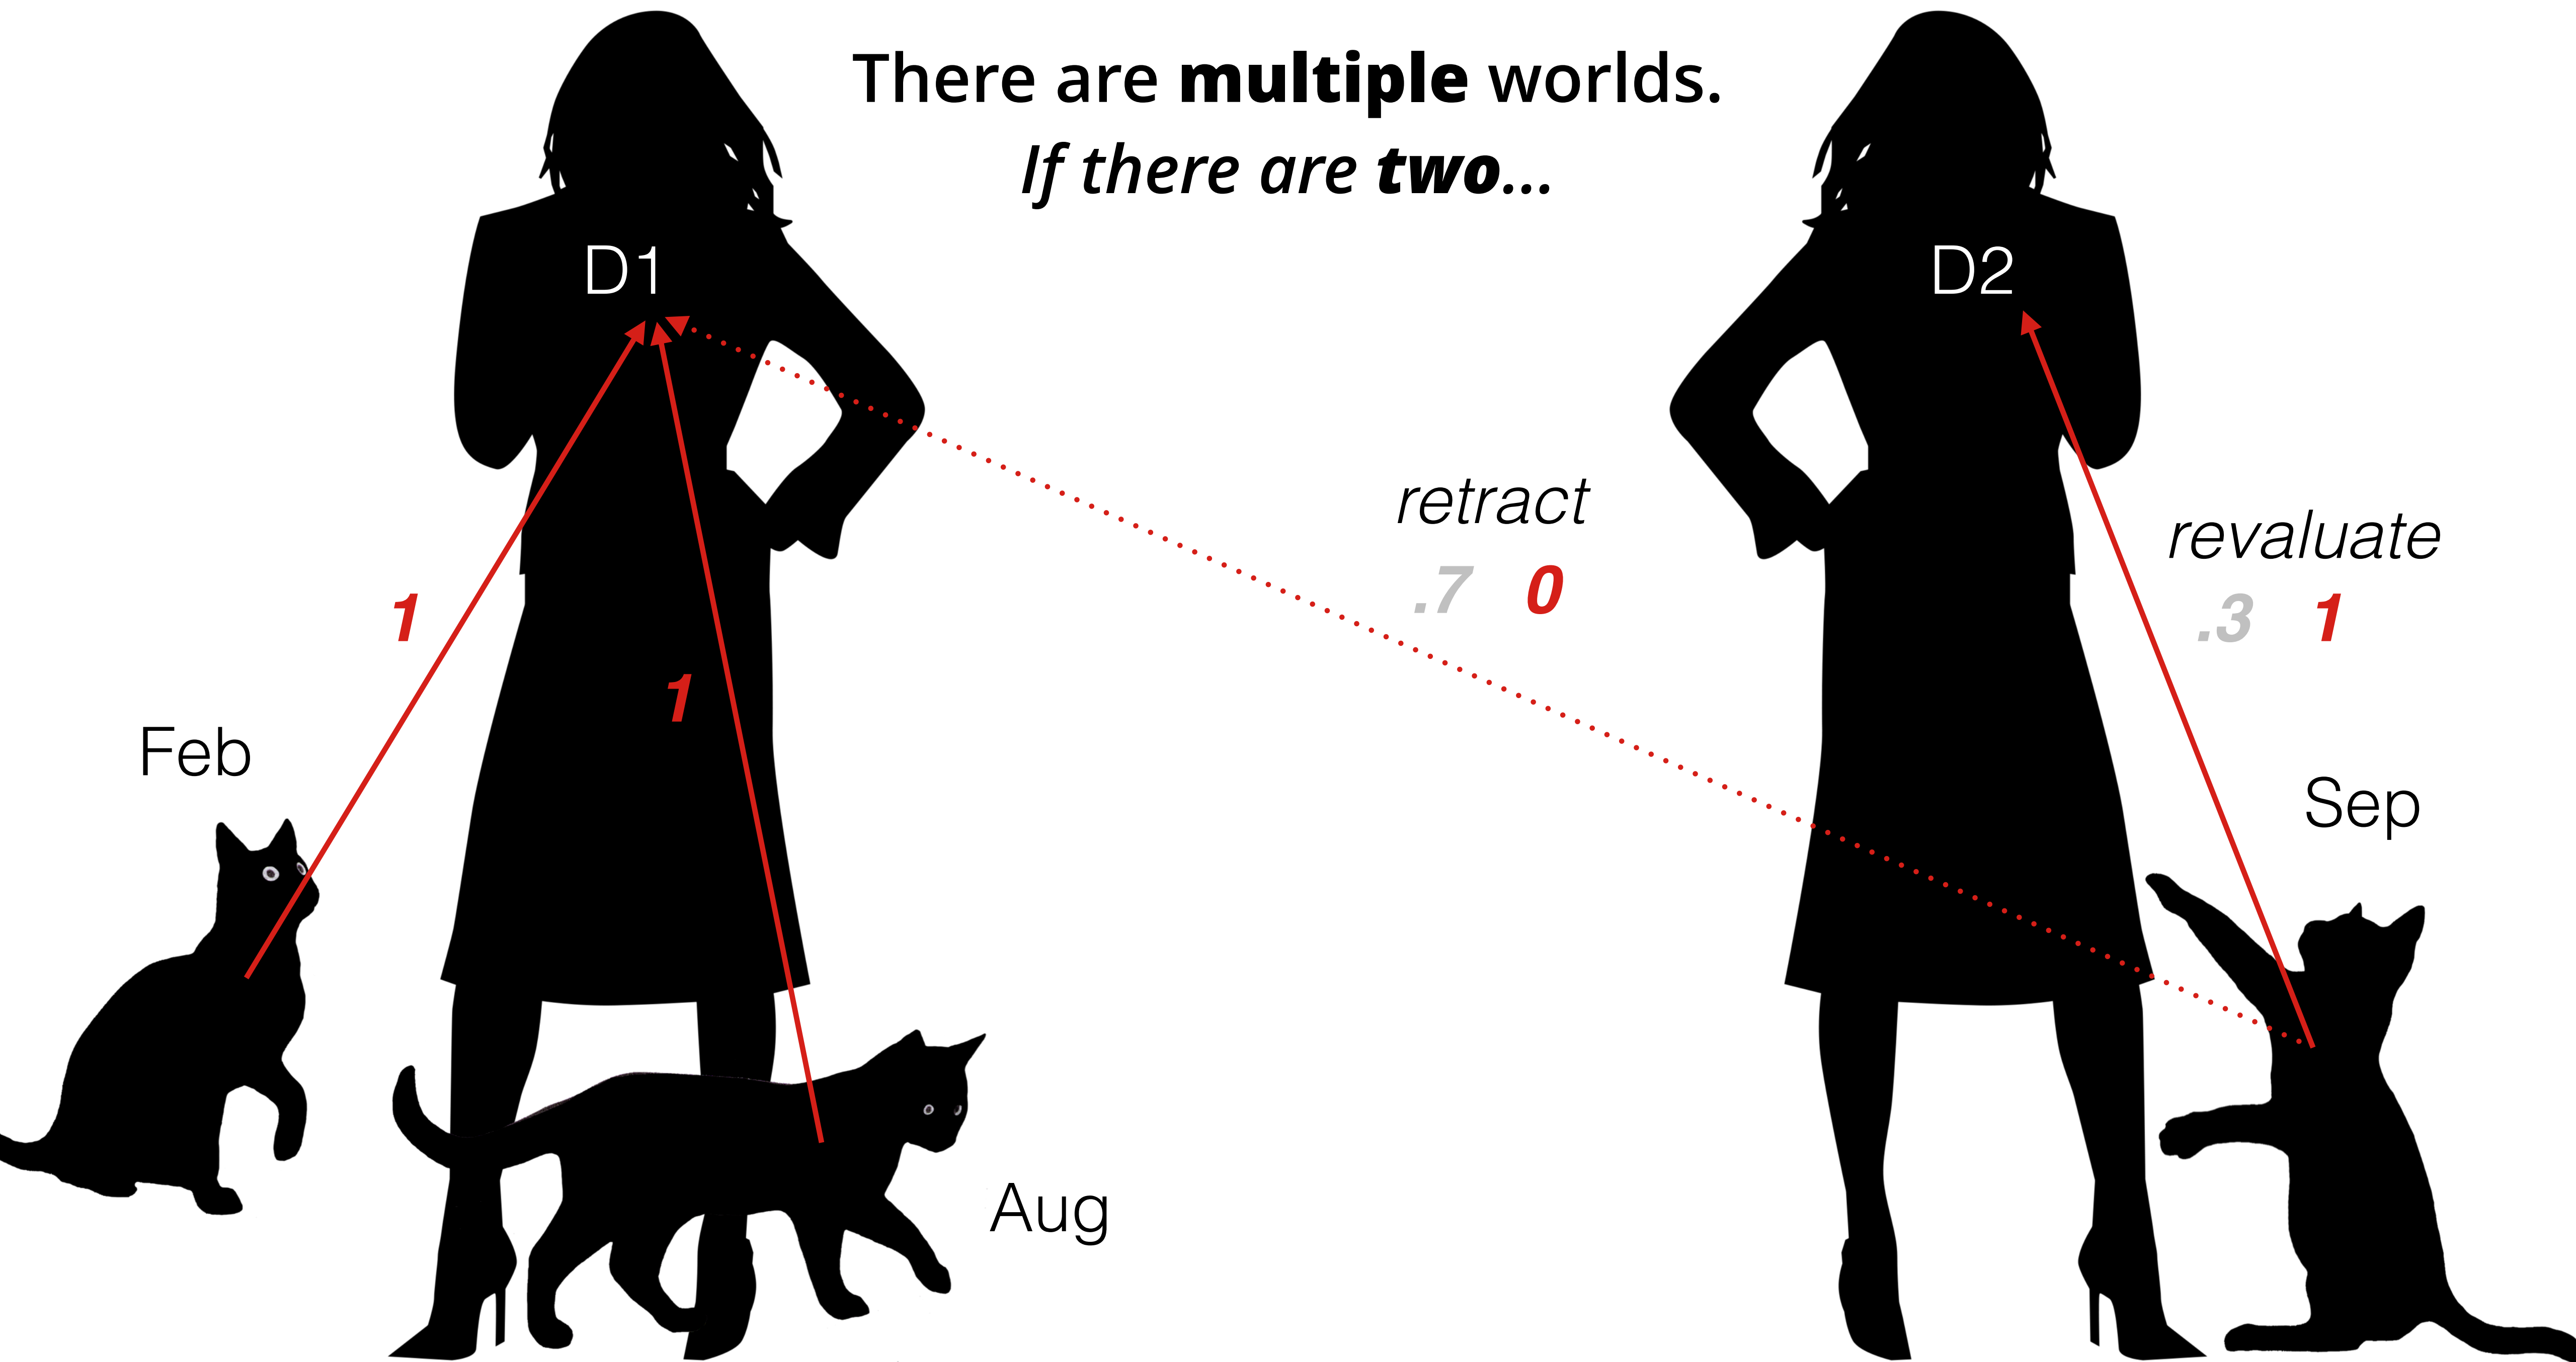 There are multiple worlds.
If there are two...
D1
D2
retract
.7 0
revaluate
.3 1
1
1
Feb
Sep
Aug